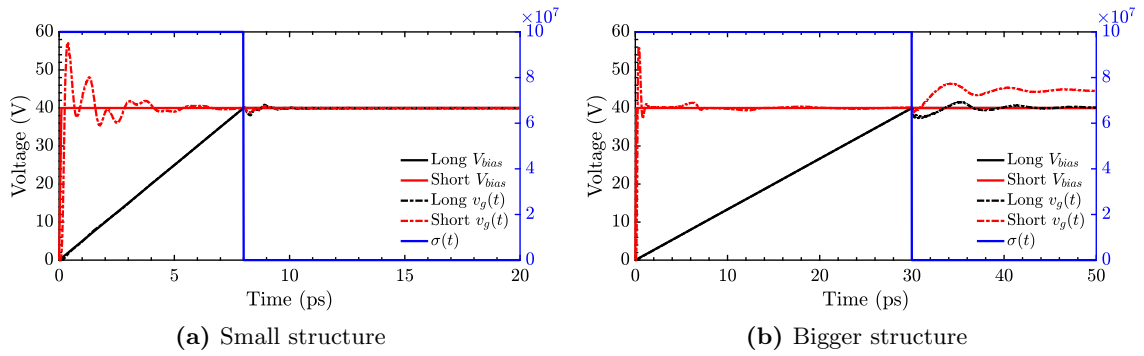 ×10⁷
60
50
40
30
20
10
0
Voltage (V)
10
8
6
4
2
0
Long V_bias
Short V_bias
Long v_g(t)
Short v_g(t)
σ(t)
0 5 10 15 20
Time (ps)
(a) Small structure
×10⁷
60
50
40
30
20
10
0
Voltage (V)
10
8
6
4
2
0
Long V_bias
Short V_bias
Long v_g(t)
Short v_g(t)
σ(t)
0 10 20 30 40 50
Time (ps)
(b) Bigger structure